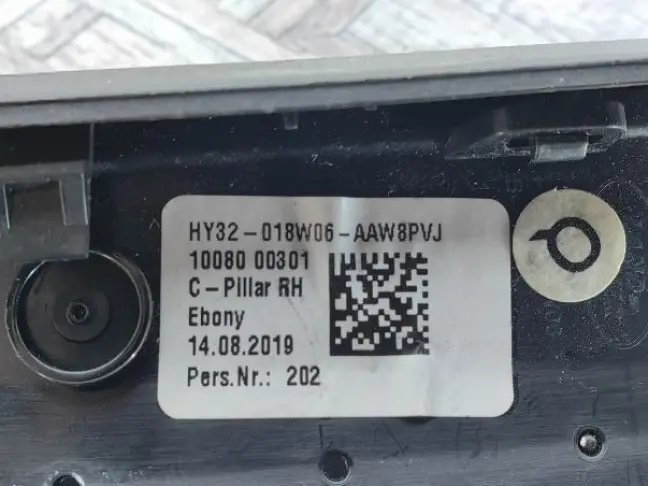 HY32-018W06-AAW8PVJ
10080 00301
C-Pillar RH
Ebony
14.08.2019
Pers.Nr.: 202